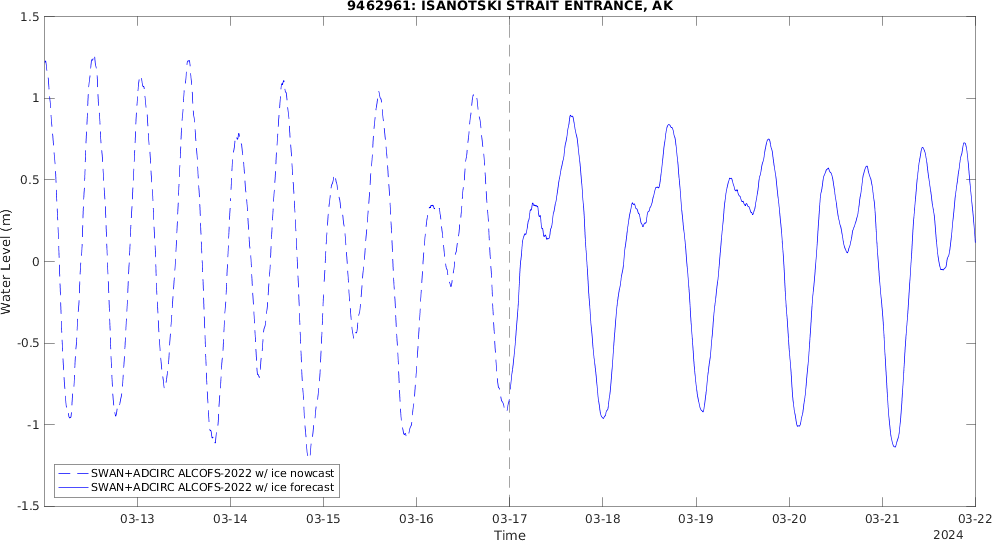 9462961: ISANOTSKI STRAIT ENTRANCE, AK
1.5
1
0.5
0
-0.5
-1
-1.5
Water Level (m)
SWAN+ADCIRC ALCOFS-2022 w/ ice nowcast
SWAN+ADCIRC ALCOFS-2022 w/ ice forecast
03-13 03-14 03-15 03-16 03-17 03-18 03-19 03-20 03-21 03-22
Time
2024